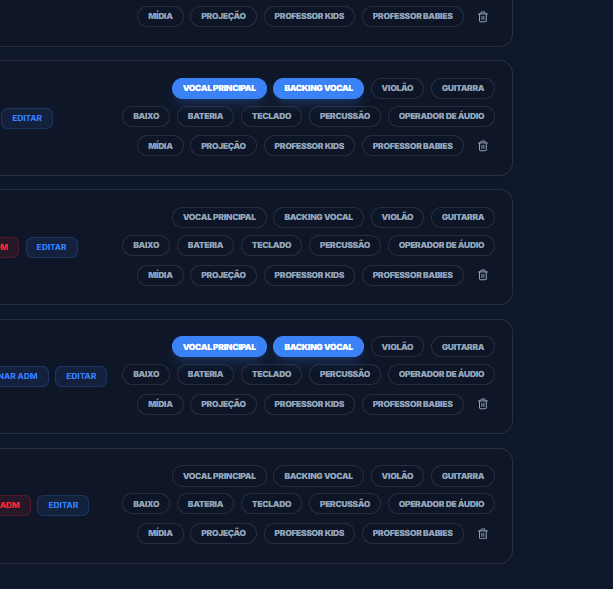 MÍDIA PROJEÇÃO PROFESSOR KIDS PROFESSOR BABIES
VOCAL PRINCIPAL BACKING VOCAL VIOLÃO GUITARRA
EDITAR BAIXO BATERIA TECLADO PERCUSSÃO OPERADOR DE ÁUDIO
MÍDIA PROJEÇÃO PROFESSOR KIDS PROFESSOR BABIES
VOCAL PRINCIPAL BACKING VOCAL VIOLÃO GUITARRA
M EDITAR BAIXO BATERIA TECLADO PERCUSSÃO OPERADOR DE ÁUDIO
MÍDIA PROJEÇÃO PROFESSOR KIDS PROFESSOR BABIES
VOCAL PRINCIPAL BACKING VOCAL VIOLÃO GUITARRA
NAR ADM EDITAR BAIXO BATERIA TECLADO PERCUSSÃO OPERADOR DE ÁUDIO
MÍDIA PROJEÇÃO PROFESSOR KIDS PROFESSOR BABIES
VOCAL PRINCIPAL BACKING VOCAL VIOLÃO GUITARRA
ADM EDITAR BAIXO BATERIA TECLADO PERCUSSÃO OPERADOR DE ÁUDIO
MÍDIA PROJEÇÃO PROFESSOR KIDS PROFESSOR BABIES